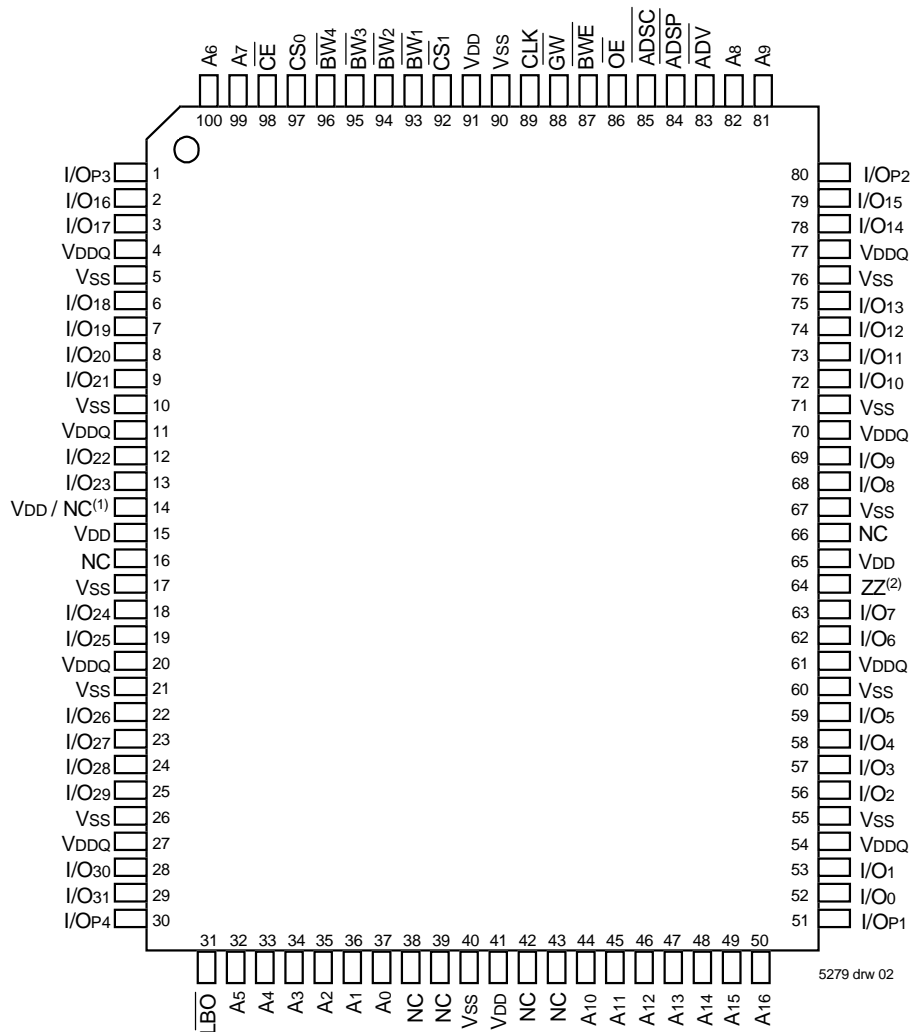 A6 A7 CE CS0 BW4 BW3 BW2 BW1 CS1 VDD VSS CLK GW BWE OE ADSC ADSP ADV A8 A9
100 99 98 97 96 95 94 93 92 91 90 89 88 87 86 85 84 83 82 81
I/OP3 1 80 I/OP2
I/O16 2 79 I/O15
I/O17 3 78 I/O14
VDDQ 4 77 VDDQ
VSS 5 76 VSS
I/O18 6 75 I/O13
I/O19 7 74 I/O12
I/O20 8 73 I/O11
I/O21 9 72 I/O10
VSS 10 71 VSS
VDDQ 11 70 VDDQ
I/O22 12 69 I/O9
I/O23 13 68 I/O8
VDD / NC(1) 14 67 VSS
VDD 15 66 NC
NC 16 65 VDD
VSS 17 64 ZZ(2)
I/O24 18 63 I/O7
I/O25 19 62 I/O6
VDDQ 20 61 VDDQ
VSS 21 60 VSS
I/O26 22 59 I/O5
I/O27 23 58 I/O4
I/O28 24 57 I/O3
I/O29 25 56 I/O2
VSS 26 55 VSS
VDDQ 27 54 VDDQ
I/O30 28 53 I/O1
I/O31 29 52 I/O0
I/OP4 30 51 I/OP1
31 32 33 34 35 36 37 38 39 40 41 42 43 44 45 46 47 48 49 50
LBO A5 A4 A3 A2 A1 A0 NC NC VSS VDD NC NC A10 A11 A12 A13 A14 A15 A16
5279 drw 02